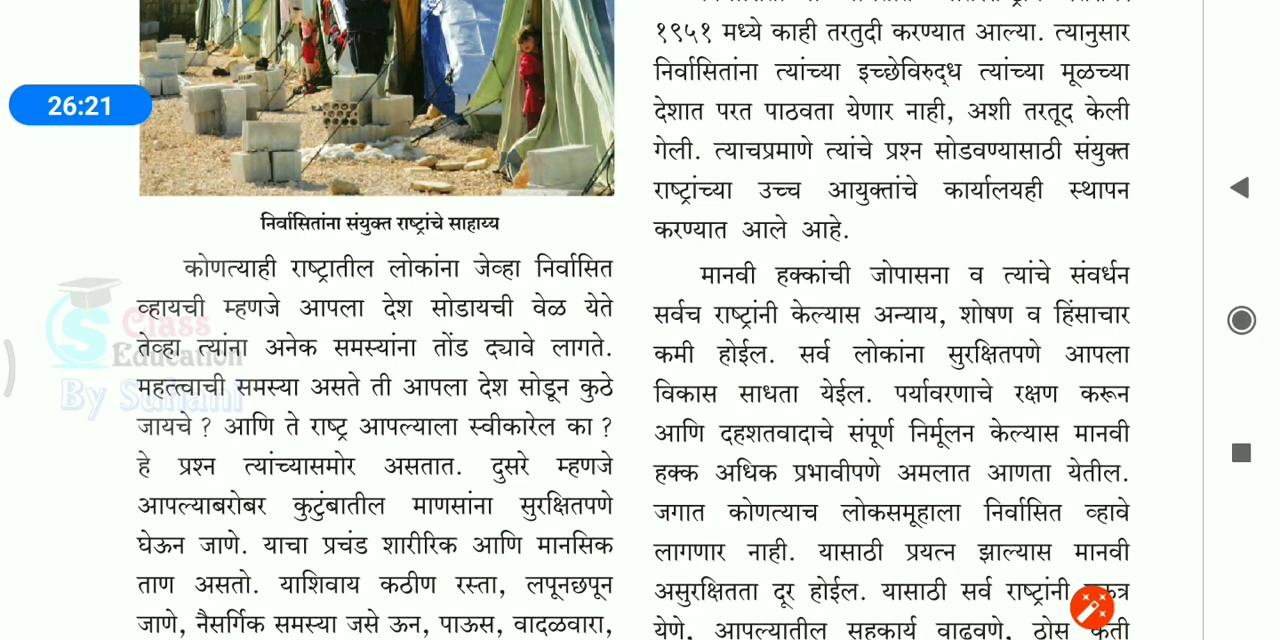 26:21
निर्वासितांना संयुक्त राष्ट्रांचे साहाय्य
कोणत्याही राष्ट्रातील लोकांना जेव्हा निर्वासित
व्हायची म्हणजे आपला देश सोडायची वेळ येते
तेव्हा त्यांना अनेक समस्यांना तोंड द्यावे लागते.
महत्त्वाची समस्या असते ती आपला देश सोडून कुठे
जायचे ? आणि ते राष्ट्र आपल्याला स्वीकारेल का ?
हे प्रश्न त्यांच्यासमोर असतात. दुसरे म्हणजे
आपल्याबरोबर कुटुंबातील माणसांना सुरक्षितपणे
घेऊन जाणे. याचा प्रचंड शारीरिक आणि मानसिक
ताण असतो. याशिवाय कठीण रस्ता, लपूनछपून
जाणे, नैसर्गिक समस्या जसे ऊन, पाऊस, वादळवारा,
१९५१ मध्ये काही तरतुदी करण्यात आल्या. त्यानुसार
निर्वासितांना त्यांच्या इच्छेविरुद्ध त्यांच्या मूळच्या
देशात परत पाठवता येणार नाही, अशी तरतूद केली
गेली. त्याचप्रमाणे त्यांचे प्रश्न सोडवण्यासाठी संयुक्त
राष्ट्रांच्या उच्च आयुक्तांचे कार्यालयही स्थापन
करण्यात आले आहे.
मानवी हक्कांची जोपासना व त्यांचे संवर्धन
सर्वच राष्ट्रांनी केल्यास अन्याय, शोषण व हिंसाचार
कमी होईल. सर्व लोकांना सुरक्षितपणे आपला
विकास साधता येईल. पर्यावरणाचे रक्षण करून
आणि दहशतवादाचे संपूर्ण निर्मूलन केल्यास मानवी
हक्क अधिक प्रभावीपणे अमलात आणता येतील.
जगात कोणत्याच लोकसमूहाला निर्वासित व्हावे
लागणार नाही. यासाठी प्रयत्न झाल्यास मानवी
असुरक्षितता दूर होईल. यासाठी सर्व राष्ट्रांनी
येणे, आपल्यातील सहकार्य वाढवणे, ठोस कृती
Class
Education
By Suhani